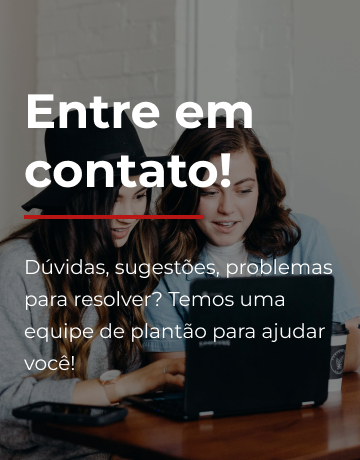 Entre em
contato!
Dúvidas, sugestões, problemas
para resolver? Temos uma
equipe de plantão para ajudar
você!